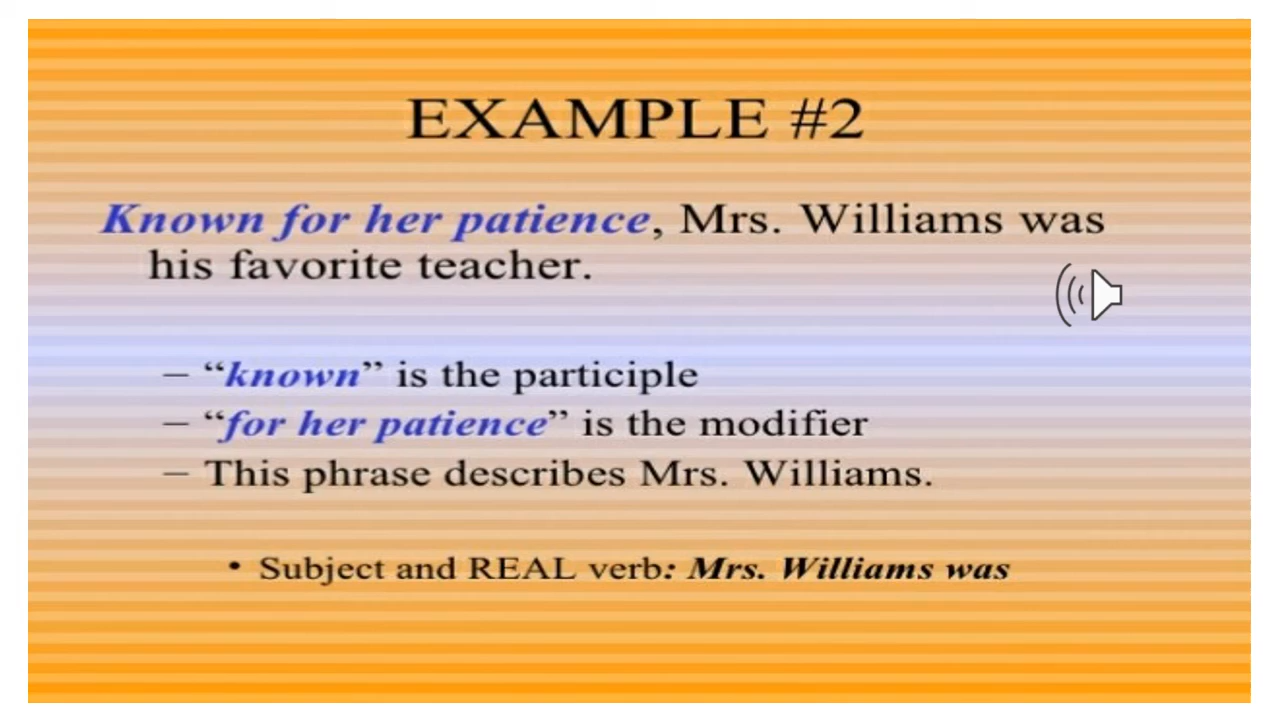 EXAMPLE #2
Known for her patience, Mrs. Williams was
his favorite teacher.
– “known” is the participle
– “for her patience” is the modifier
– This phrase describes Mrs. Williams.
• Subject and REAL verb: Mrs. Williams was